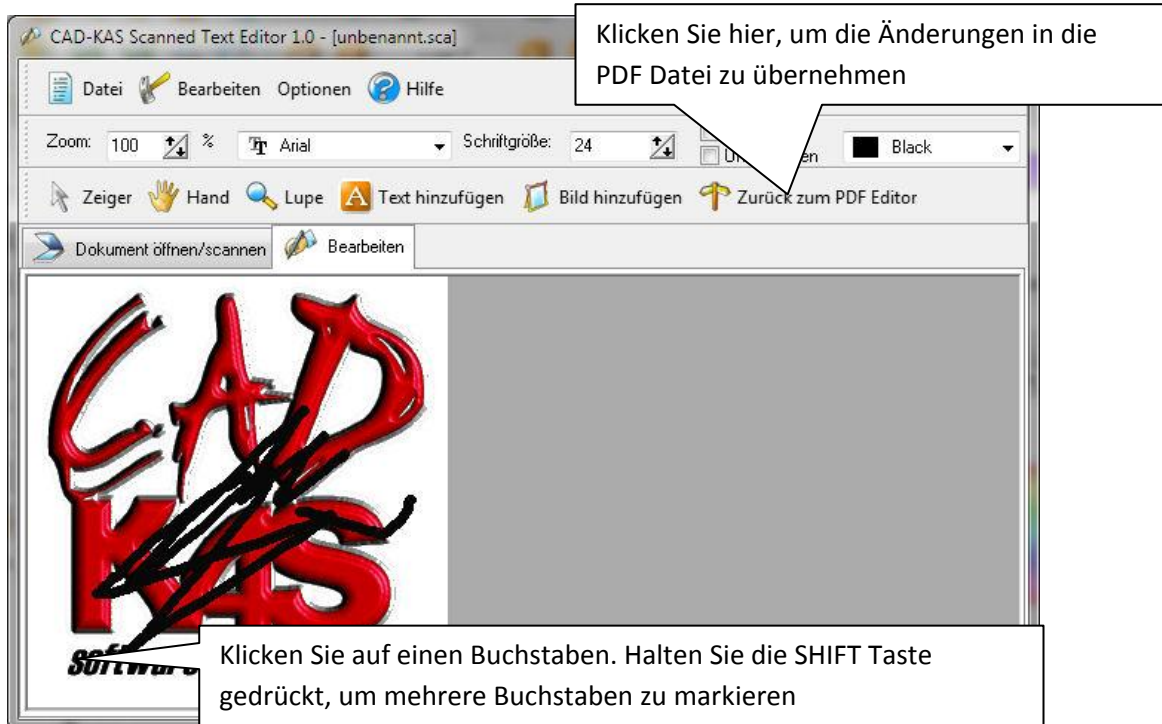 CAD-KAS Scanned Text Editor 1.0 - [unbenannt.sca]
Klicken Sie hier, um die Änderungen in die
PDF Datei zu übernehmen
Datei Bearbeiten Optionen Hilfe
Zoom: 100 % Arial Schriftgröße: 24 Black
Zeiger Hand Lupe Text hinzufügen Bild hinzufügen Zurück zum PDF Editor
Dokument öffnen/scannen Bearbeiten
CAD
KAS
Software
Klicken Sie auf einen Buchstaben. Halten Sie die SHIFT Taste
gedrückt, um mehrere Buchstaben zu markieren